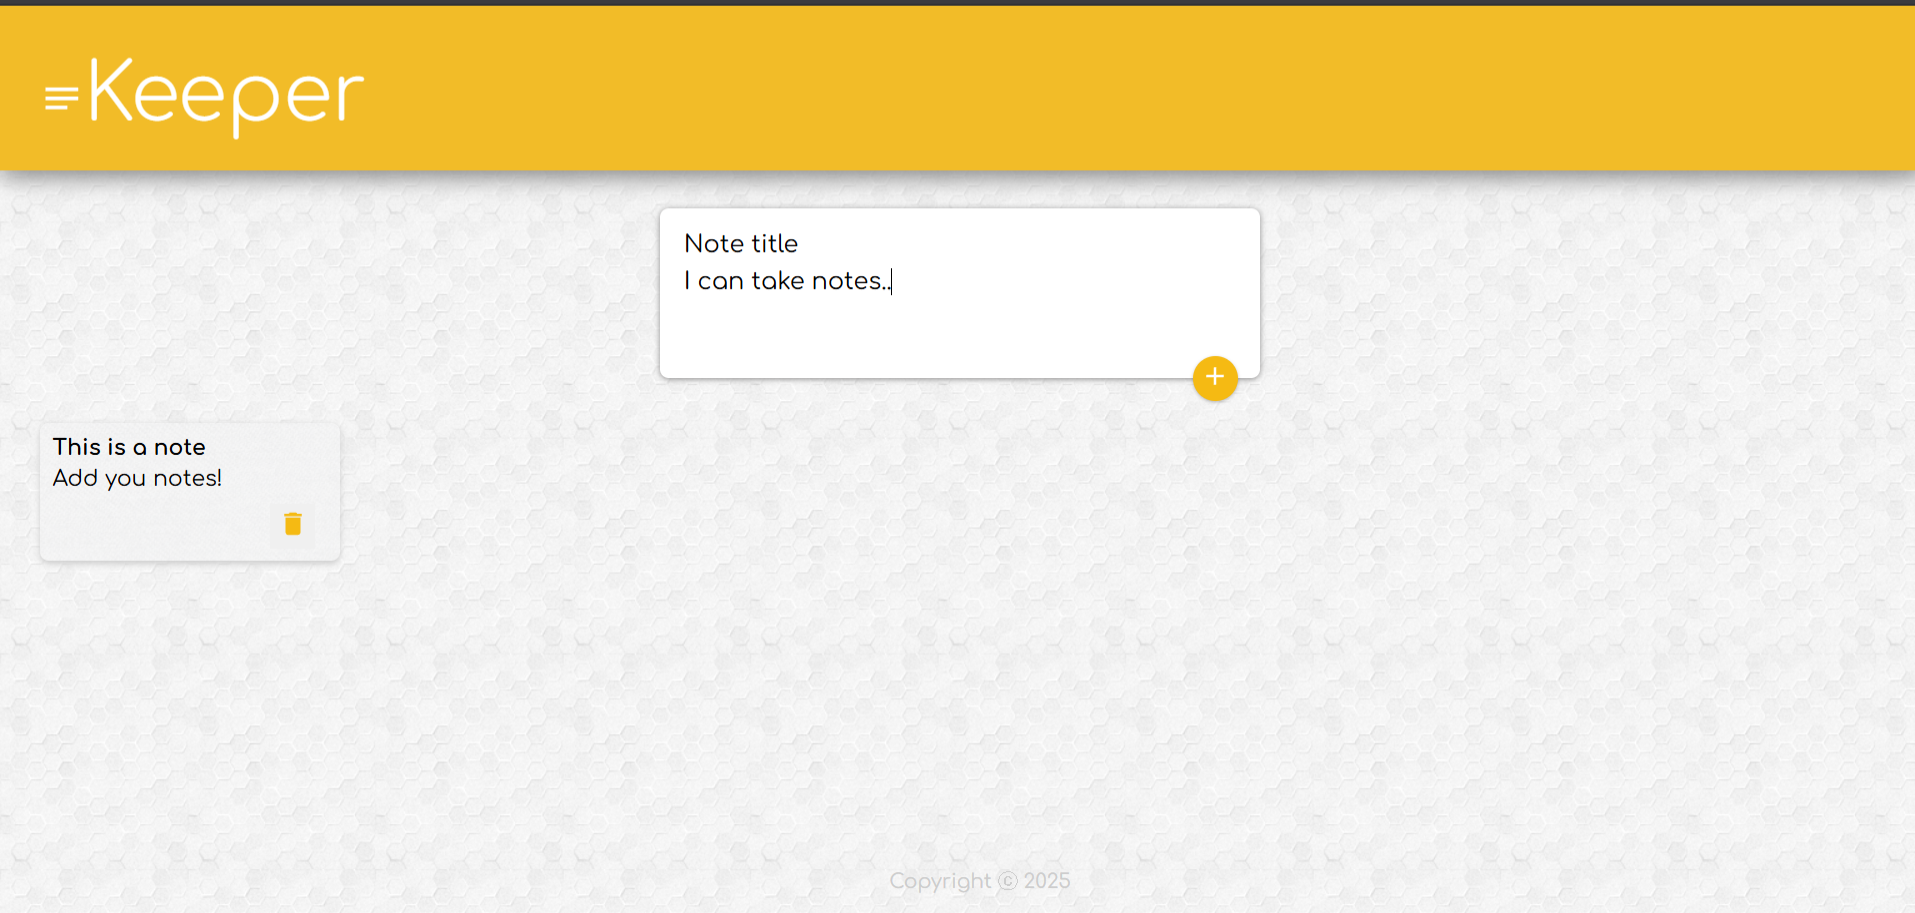 Keeper
Note title
I can take notes..
This is a note
Add you notes!
Copyright ⓒ 2025